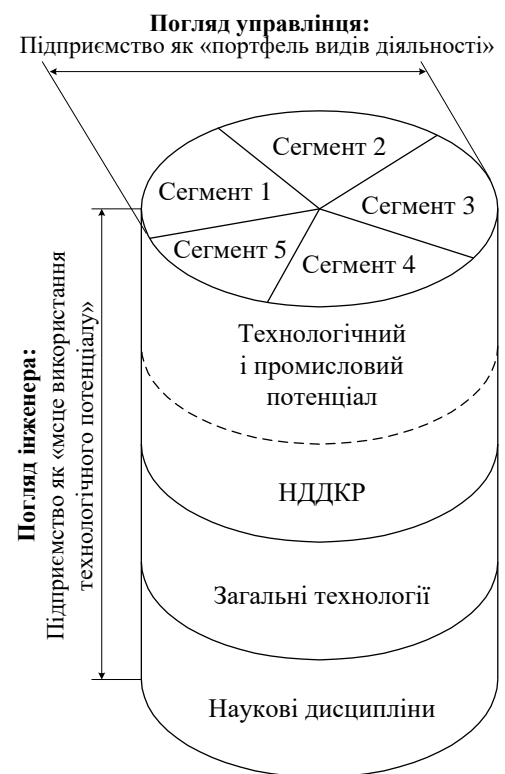 Погляд управлінця:
Підприємство як «портфель видів діяльності»
Сегмент 2
Сегмент 1
Сегмент 3
Сегмент 5
Сегмент 4
Погляд інженера:
Підприємство як «мсце використання
технологічного потенціалу»
Технологічний
і промисловий
потенціал
НДДКР
Загальні технології
Наукові дисципліни